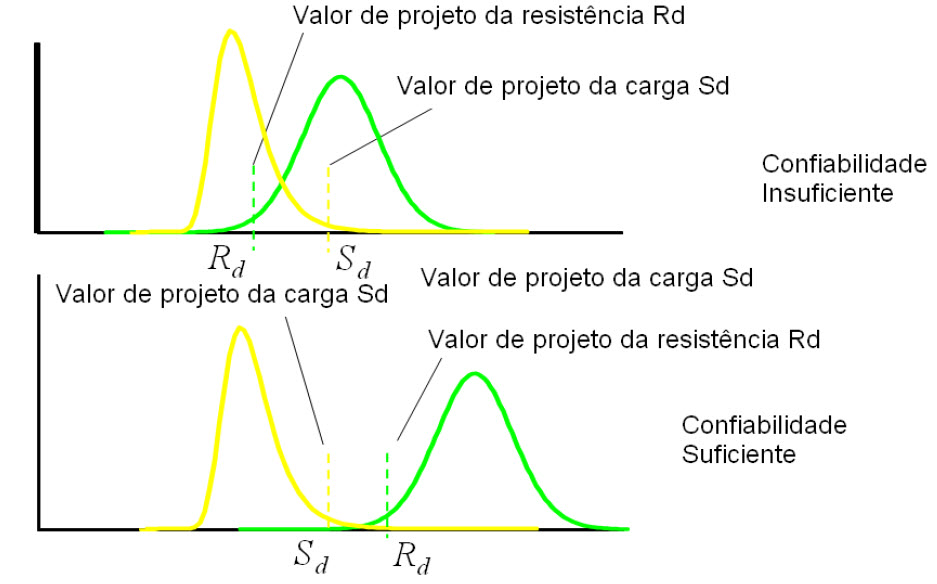 Valor de projeto da resistência Rd
Valor de projeto da carga Sd
Confiabilidade
Insuficiente
R_d
S_d
Valor de projeto da carga Sd
Valor de projeto da carga Sd
Valor de projeto da resistência Rd
Confiabilidade
Suficiente
S_d
R_d